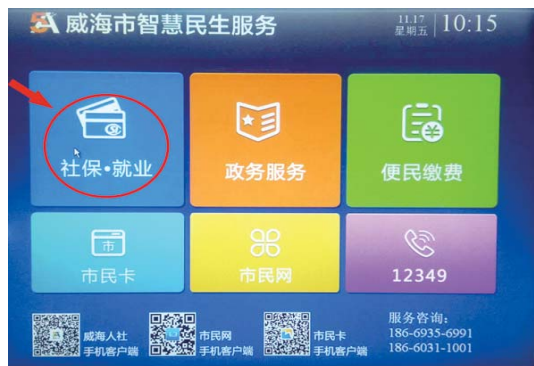 威海市智慧民生服务
11.17
星期五
10:15
社保•就业
政务服务
便民缴费
市
市民卡
市民网
12349
威海人社
手机客户端
市民网
手机客户端
市民卡
手机客户端
服务咨询:
186-6935-6991
186-6031-1001